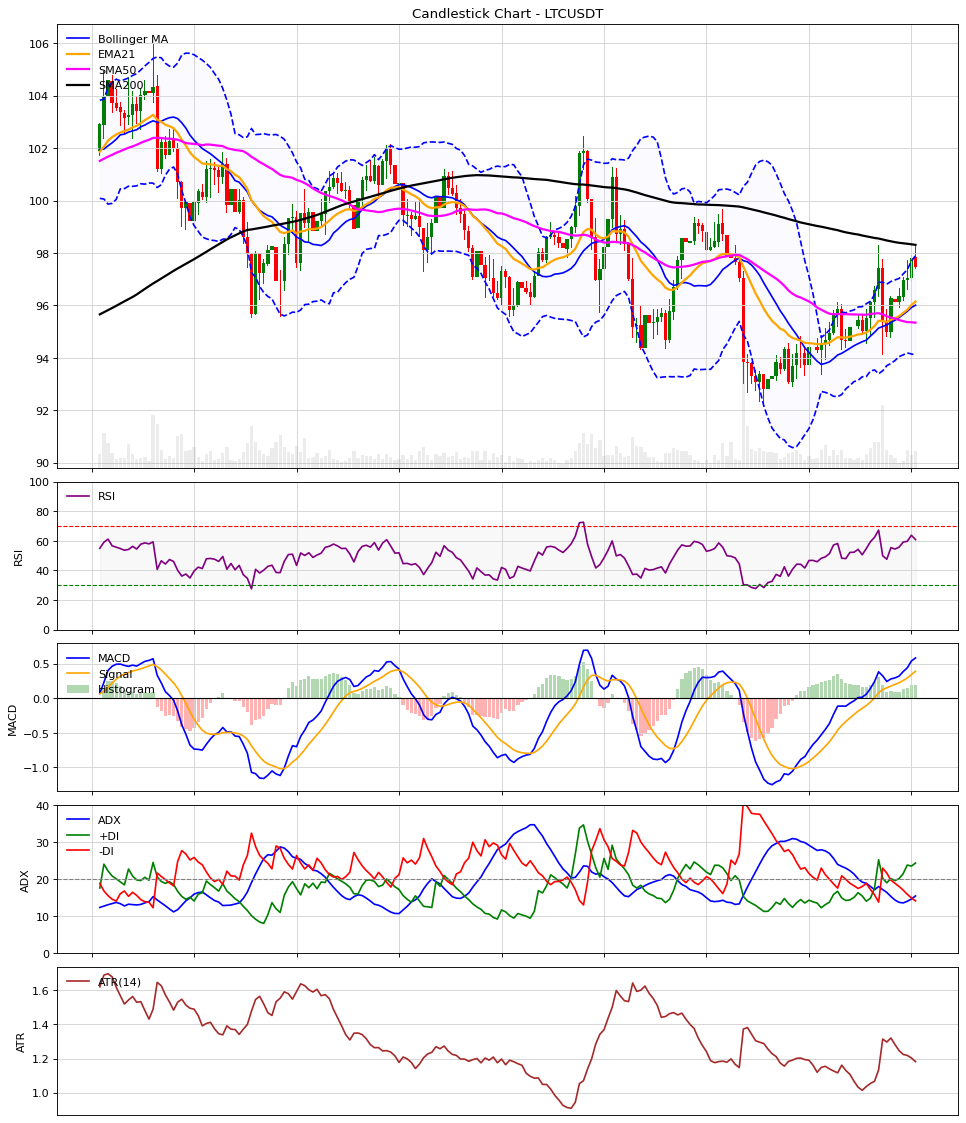 Candlestick Chart - LTCUSDT
Bollinger MA
EMA21
SMA50
SMA200
106
104
102
100
98
96
94
92
90
RSI
RSI
100
80
60
40
20
0
MACD
Signal
Histogram
MACD
0.5
0.0
−0.5
−1.0
ADX
+DI
-DI
ADX
40
30
20
10
0
ATR(14)
ATR
1.6
1.4
1.2
1.0